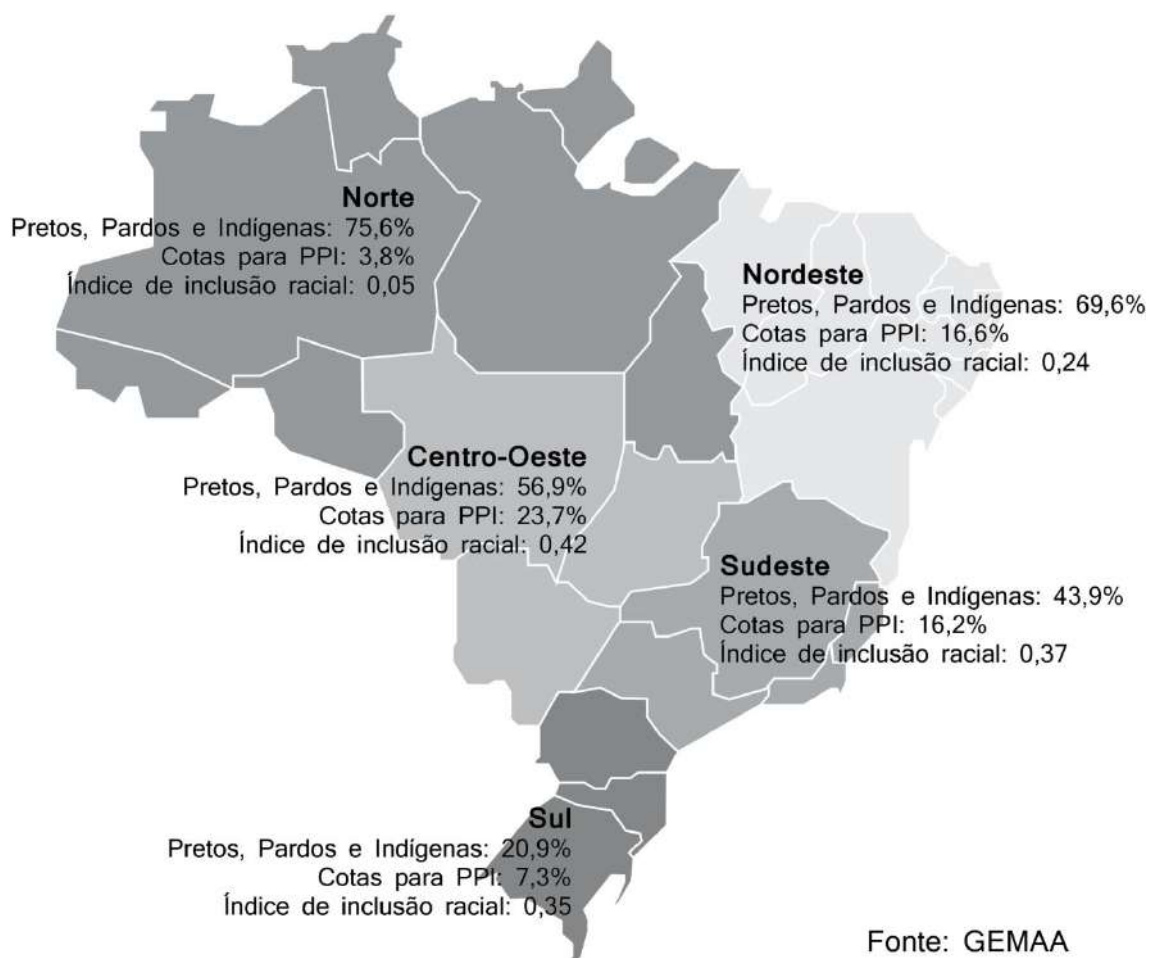 Norte
Pretos, Pardos e Indígenas: 75,6%
Cotas para PPI: 3,8%
Índice de inclusão racial: 0,05
Nordeste
Pretos, Pardos e Indígenas: 69,6%
Cotas para PPI: 16,6%
Índice de inclusão racial: 0,24
Centro-Oeste
Pretos, Pardos e Indígenas: 56,9%
Cotas para PPI: 23,7%
Índice de inclusão racial: 0,42
Sudeste
Pretos, Pardos e Indígenas: 43,9%
Cotas para PPI: 16,2%
Índice de inclusão racial: 0,37
Sul
Pretos, Pardos e Indígenas: 20,9%
Cotas para PPI: 7,3%
Índice de inclusão racial: 0,35
Fonte: GEMAA